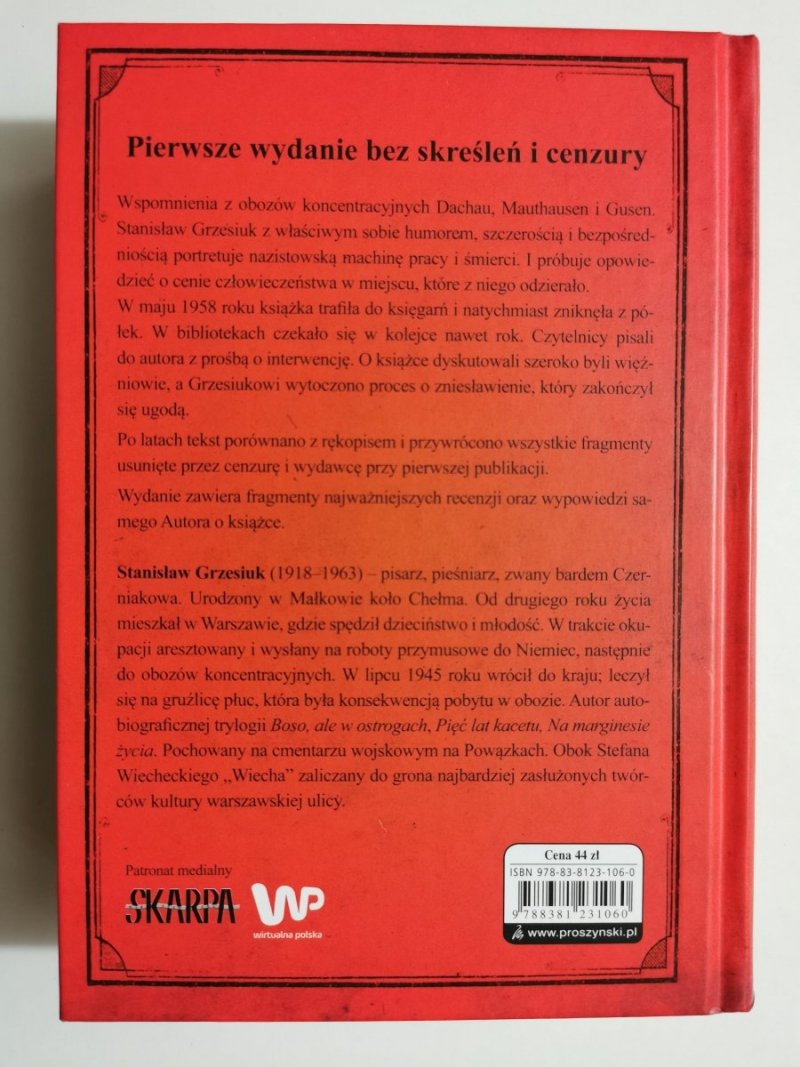 Pierwsze wydanie bez skreśleń i cenzury
Wspomnienia z obozów koncentracyjnych Dachau, Mauthausen i Gusen.
Stanisław Grzesiuk z właściwym sobie humorem, szczerością i bezpośred-
niością portretuje nazistowską machinę pracy i śmierci. I próbuje opowie-
dzieć o cenie człowieczeństwa w miejscu, które z niego odzierało.
W maju 1958 roku książka trafiła do księgarń i natychmiast zniknęła z pó-
łek. W bibliotekach czekało się w kolejce nawet rok. Czytelnicy pisali
do autora z prośbą o interwencję. O książce dyskutowali szeroko byli więź-
niowie, a Grzesiukowi wytoczono proces o zniesławienie, który zakończył
się ugodą.
Po latach tekst porównano z rękopisem i przywrócono wszystkie fragmenty
usunięte przez cenzurę i wydawcę przy pierwszej publikacji.
Wydanie zawiera fragmenty najważniejszych recenzji oraz wypowiedzi sa-
mego Autora o książce.
Stanisław Grzesiuk (1918–1963) – pisarz, pieśniarz, zwany bardem Czer-
niakowa. Urodzony w Małkowie koło Chełma. Od drugiego roku życia
mieszkał w Warszawie, gdzie spędził dzieciństwo i młodość. W trakcie oku-
pacji aresztowany i wysłany na roboty przymusowe do Niemiec, następnie
do obozów koncentracyjnych. W lipcu 1945 roku wrócił do kraju; leczył
się na gruźlicę płuc, która była konsekwencją pobytu w obozie. Autor auto-
biograficznej trylogii Boso, ale w ostrogach, Pięć lat kacetu, Na marginesie
życia. Pochowany na cmentarzu wojskowym na Powązkach. Obok Stefana
Wiecheckiego „Wiecha” zaliczany do grona najbardziej zasłużonych twór-
ców kultury warszawskiej ulicy.
Patronat medialny
SKARPA
WP
wirtualna polska
Cena 44 zł
ISBN 978-83-8123-106-0
9 788381 231060
www.proszynski.pl